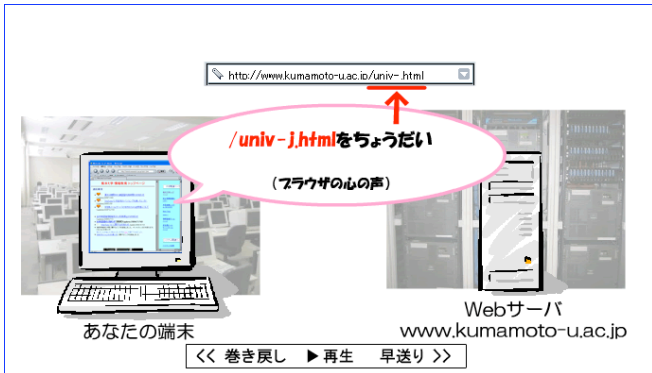 http://www.kumamoto-u.ac.jp/univ-.html
/univ-j.htmlをちょうだい
(ブラウザの心の声)
あなたの端末
Webサーバ
www.kumamoto-u.ac.jp
<< 巻き戻し ▶再生 早送り >>